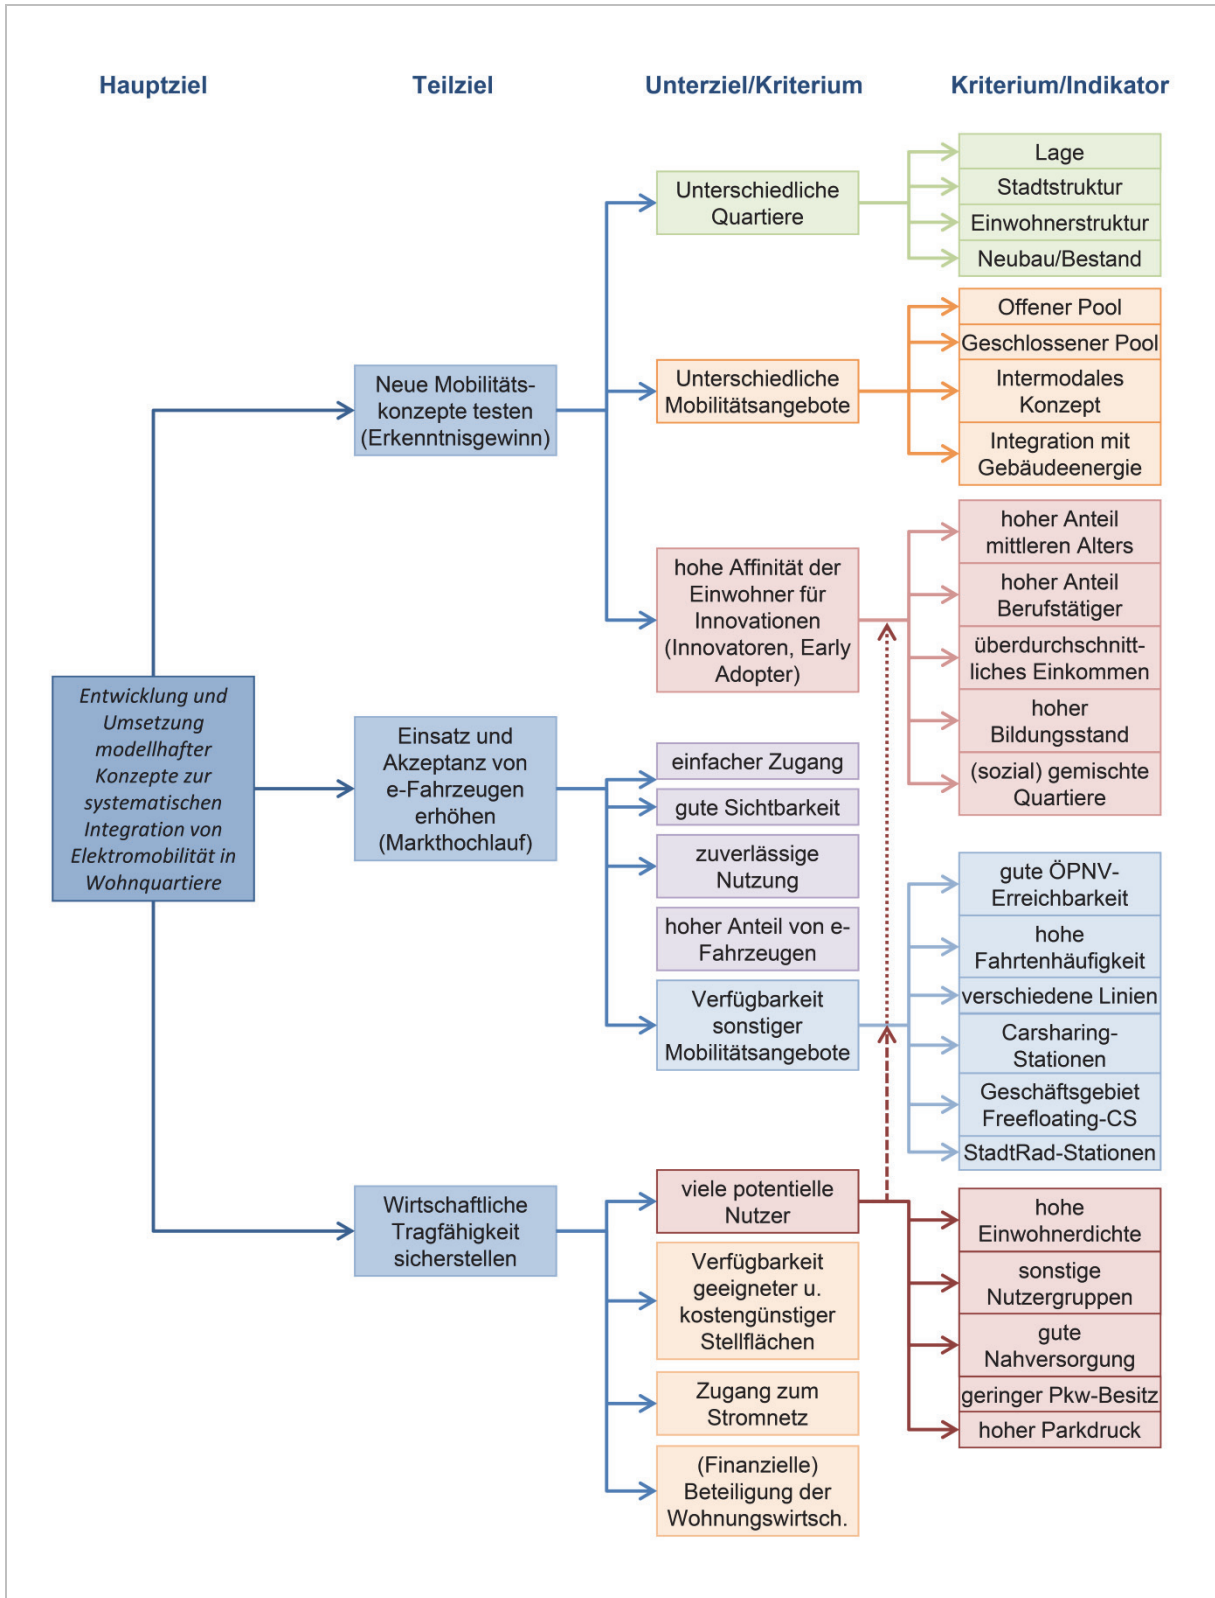 Hauptziel
Teilziel
Unterziel/Kriterium
Kriterium/Indikator
Entwicklung und
Umsetzung
modellhafter
Konzepte zur
systematischen
Integration von
Elektromobilität in
Wohnquartiere
Neue Mobilitäts-
konzepte testen
(Erkenntnisgewinn)
Unterschiedliche
Quartiere
Lage
Stadtstruktur
Einwohnerstruktur
Neubau/Bestand
Unterschiedliche
Mobilitätsangebote
Offener Pool
Geschlossener Pool
Intermodales
Konzept
Integration mit
Gebäudeenergie
hohe Affinität der
Einwohner für
Innovationen
(Innovatoren, Early
Adopter)
hoher Anteil
mittleren Alters
hoher Anteil
Berufstätiger
überdurchschnitt-
liches Einkommen
hoher
Bildungsstand
(sozial) gemischte
Quartiere
Einsatz und
Akzeptanz von
e-Fahrzeugen
erhöhen
(Markthochlauf)
einfacher Zugang
gute Sichtbarkeit
zuverlässige
Nutzung
hoher Anteil von e-
Fahrzeugen
Verfügbarkeit
sonstiger
Mobilitätsangebote
gute ÖPNV-
Erreichbarkeit
hohe
Fahrtenhäufigkeit
verschiedene Linien
Carsharing-
Stationen
Geschäftsgebiet
Freefloating-CS
StadtRad-Stationen
Wirtschaftliche
Tragfähigkeit
sicherstellen
viele potentielle
Nutzer
hohe
Einwohnerdichte
sonstige
Nutzergruppen
gute
Nahversorgung
geringer Pkw-Besitz
hoher Parkdruck
Verfügbarkeit
geeigneter u.
kostengünstiger
Stellflächen
Zugang zum
Stromnetz
(Finanzielle)
Beteiligung der
Wohnungswirtsch.